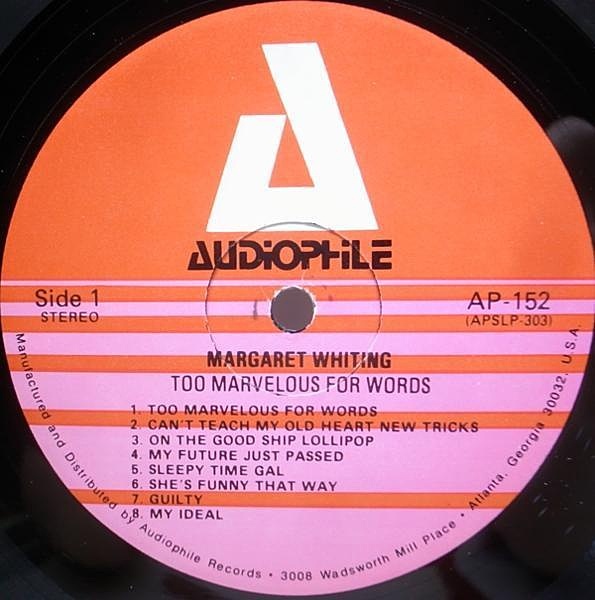 AUDiOPHiLE
Side 1
STEREO
AP-152
(APSLP-303)
MARGARET WHITING
TOO MARVELOUS FOR WORDS
1. TOO MARVELOUS FOR WORDS
2. CAN'T TEACH MY OLD HEART NEW TRICKS
3. ON THE GOOD SHIP LOLLIPOP
4. MY FUTURE JUST PASSED
5. SLEEPY TIME GAL
6. SHE'S FUNNY THAT WAY
7. GUILTY
8. MY IDEAL
Manufactured and Distributed by Audiophile Records • 3008 Wadsworth Mill Place • Atlanta, Georgia 30032, U.S.A.